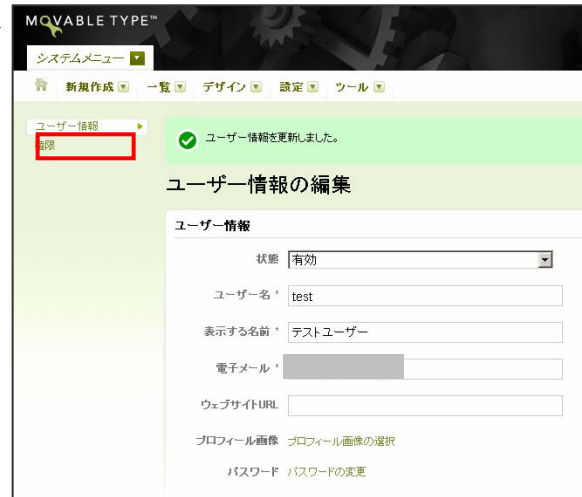 MOVABLE TYPE™
システムメニュー
新規作成 一覧 デザイン 設定 ツール
ユーザー情報
権限
ユーザー情報を更新しました。
ユーザー情報の編集
ユーザー情報
状態 有効
ユーザー名 * test
表示する名前 * テストユーザー
電子メール *
ウェブサイトURL
プロフィール画像 プロフィール画像の選択
パスワード パスワードの変更